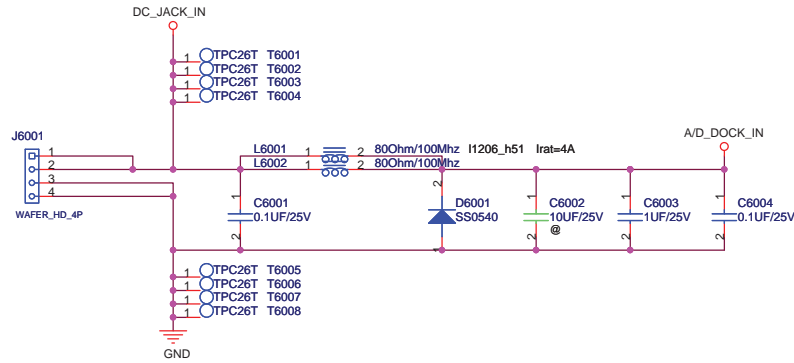 DC_JACK_IN
1 TPC26T T6001
1 TPC26T T6002
1 TPC26T T6003
1 TPC26T T6004
J6001
A/D_DOCK_IN
1
2
3
4
WAFER_HD_4P
L6001 1 2 80Ohm/100Mhz l1206_h51 Irat=4A
L6002 1 2 80Ohm/100Mhz
1 C6001 0.1UF/25V 2
2 D6001 SS0540 1
1 C6002 10UF/25V @ 2
1 C6003 1UF/25V 2
1 C6004 0.1UF/25V 2
1 TPC26T T6005
1 TPC26T T6006
1 TPC26T T6007
1 TPC26T T6008
GND